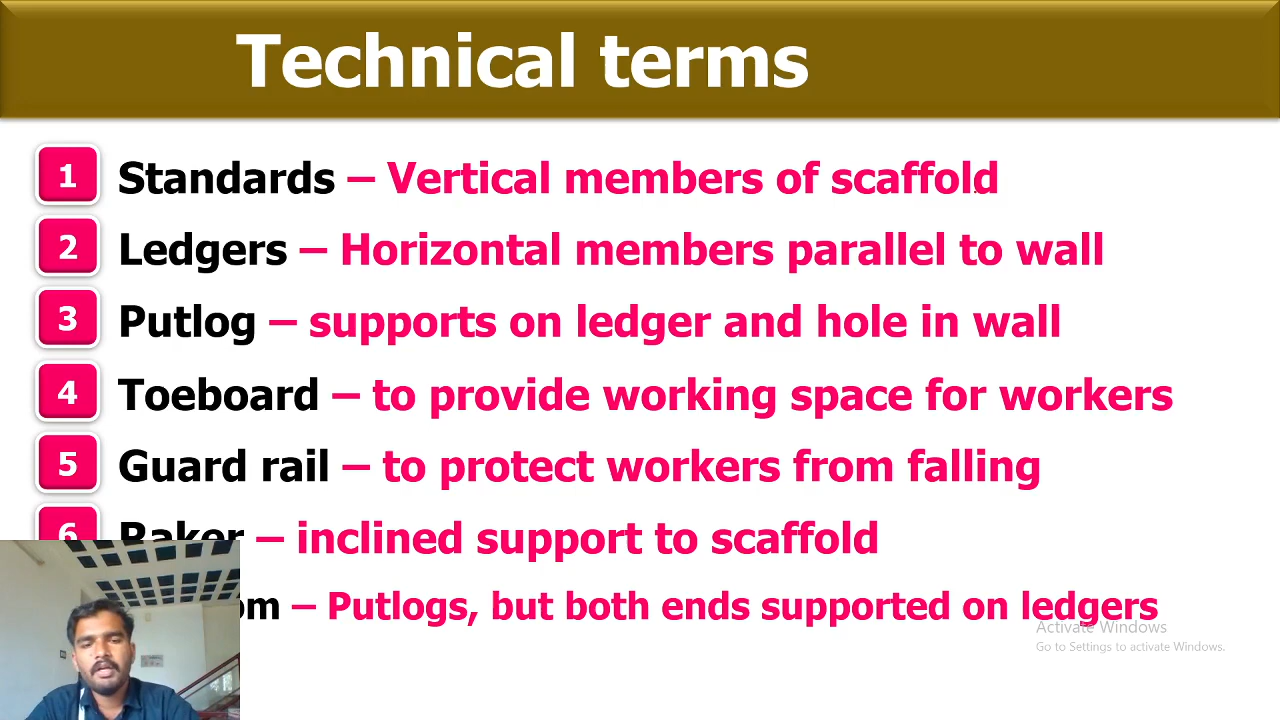 Technical terms
1 Standards – Vertical members of scaffold
2 Ledgers – Horizontal members parallel to wall
3 Putlog – supports on ledger and hole in wall
4 Toeboard – to provide working space for workers
5 Guard rail – to protect workers from falling
6 Raker – inclined support to scaffold
– Putlogs, but both ends supported on ledgers
Activate Windows
Go to Settings to activate Windows.